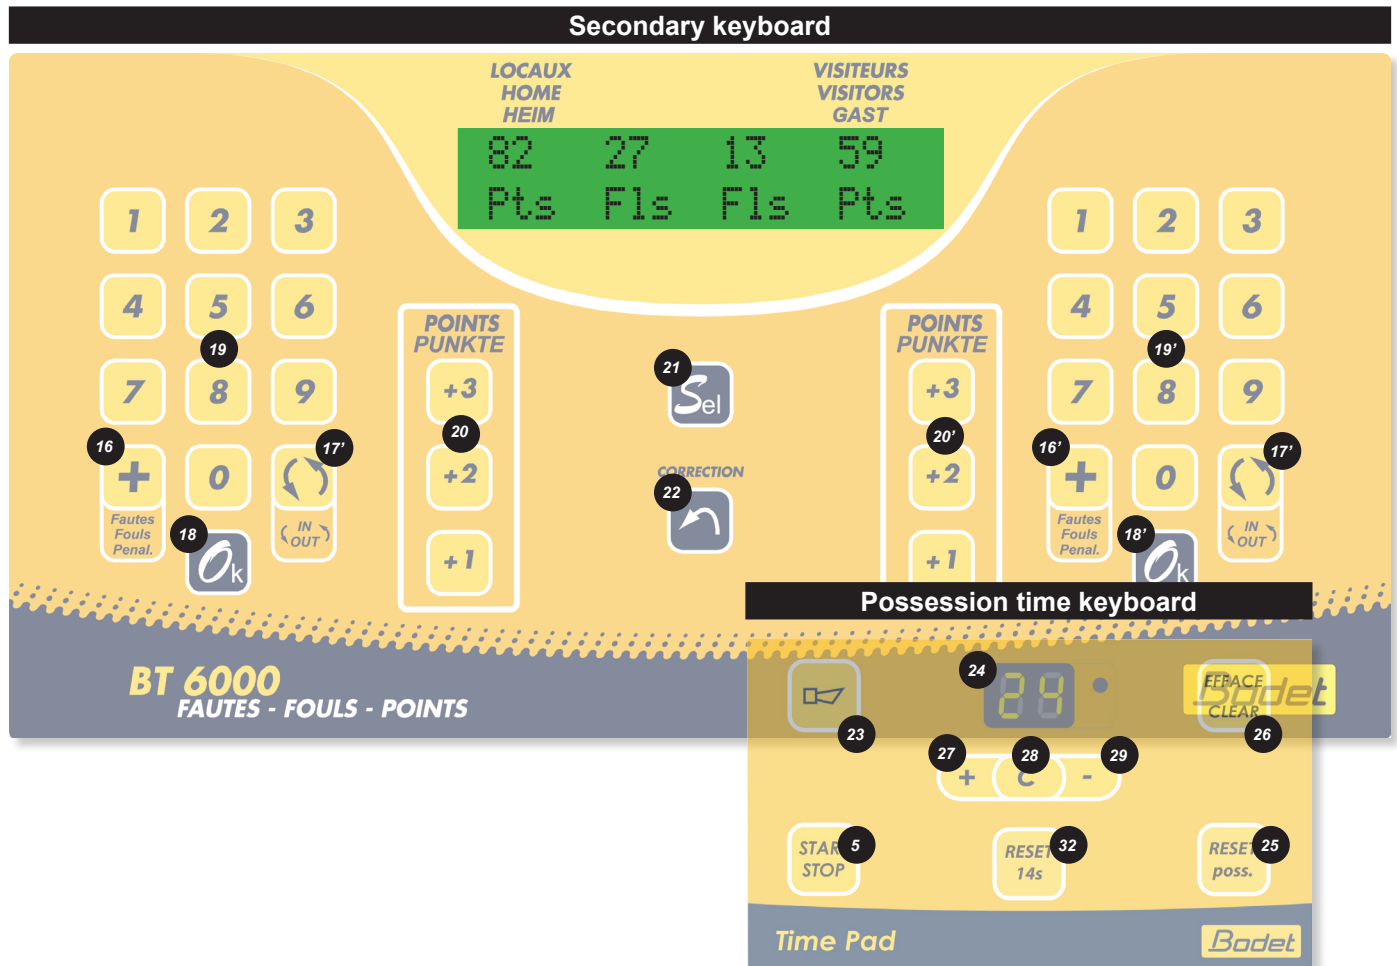 Secondary keyboard
LOCAUX
HOME
HEIM
VISITEURS
VISITORS
GAST
82 27 13 59
Pts Fls Fls Pts
1 2 3
4 5 6
19
7 8 9
16
17'
+ 0
Fautes
Fouls
Penal.
IN
OUT
18
Ok
POINTS
PUNKTE
+3
20
+2
+1
21
Sel
CORRECTION
22
POINTS
PUNKTE
+3
20'
+2
+1
1 2 3
4 5 6
19'
7 8 9
16'
17'
+ 0
Fautes
Fouls
Penal.
IN
OUT
18'
Ok
BT 6000
FAUTES - FOULS - POINTS
Bodet
Possession time keyboard
23
24
24
EFFACE
CLEAR
26
27 28 29
+ C -
START
STOP
5
RESET
14s
32
RESET
poss.
25
Time Pad
Bodet